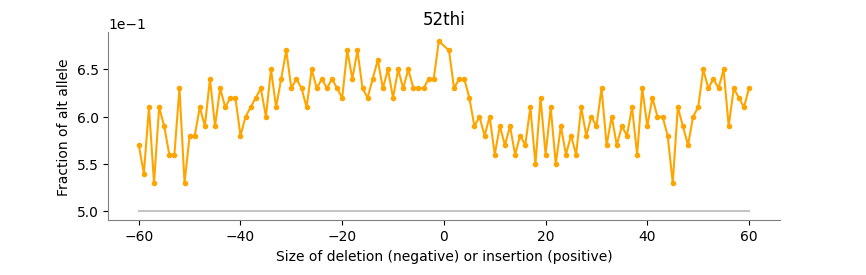 52thi
1e−1
Fraction of alt allele
6.5
6.0
5.5
5.0
−60 −40 −20 0 20 40 60
Size of deletion (negative) or insertion (positive)